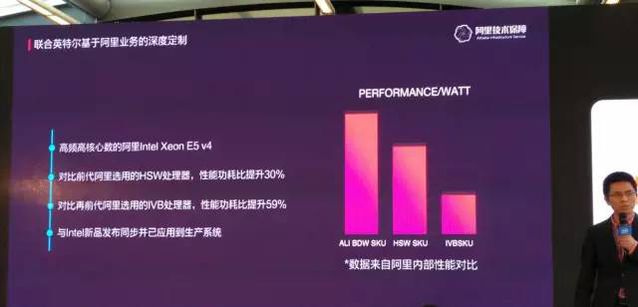 联合英特尔基于阿里业务的深度定制
阿里技术保障
Alibaba Infrastructure Service
PERFORMANCE/WATT
高频高核心数的阿里Intel Xeon E5 v4
对比前代阿里选用的HSW处理器，性能功耗比提升30%
对比再前代阿里选用的IVB处理器，性能功耗比提升59%
与Intel新品发布同步并已应用到生产系统
ALI BDW SKU
HSW SKU
IVBSKU
*数据来自阿里内部性能对比